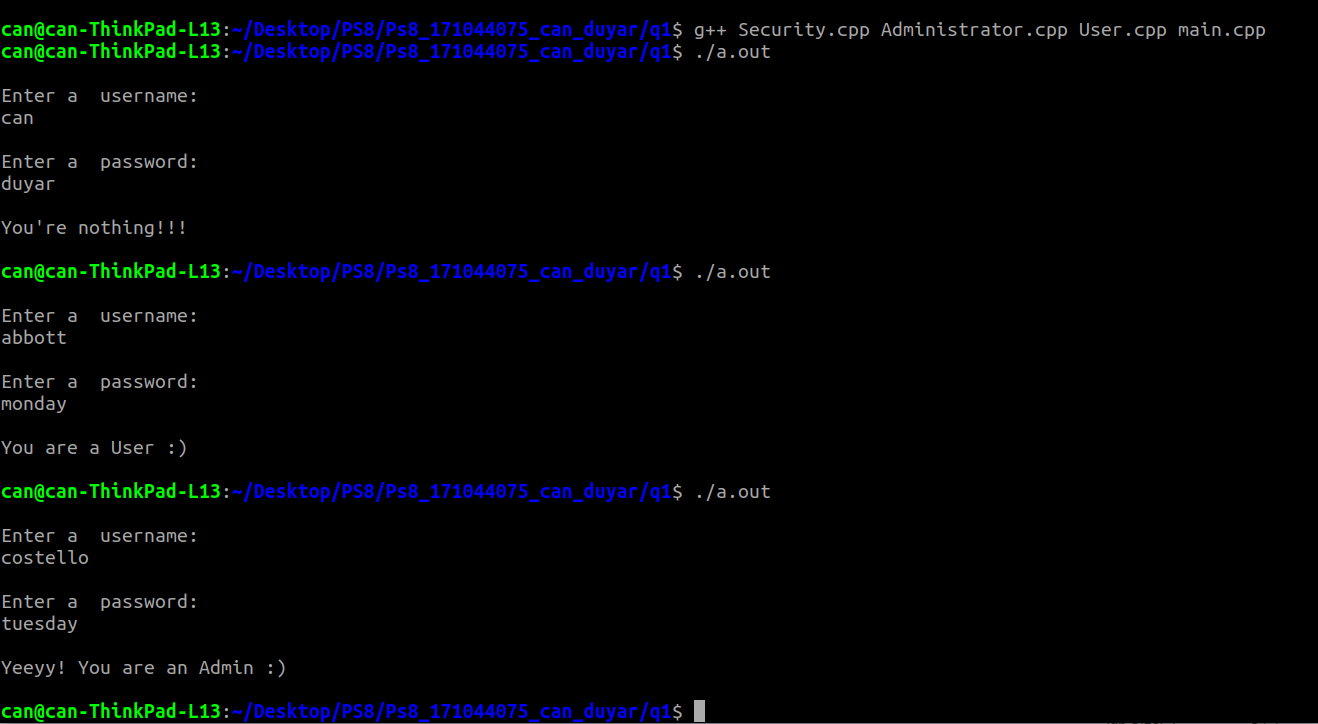 can@can-ThinkPad-L13:~/Desktop/PS8/Ps8_171044075_can_duyar/q1$ g++ Security.cpp Administrator.cpp User.cpp main.cpp
can@can-ThinkPad-L13:~/Desktop/PS8/Ps8_171044075_can_duyar/q1$ ./a.out
Enter a  username:
can
Enter a  password:
duyar
You're nothing!!!
can@can-ThinkPad-L13:~/Desktop/PS8/Ps8_171044075_can_duyar/q1$ ./a.out
Enter a  username:
abbott
Enter a  password:
monday
You are a User :)
can@can-ThinkPad-L13:~/Desktop/PS8/Ps8_171044075_can_duyar/q1$ ./a.out
Enter a  username:
costello
Enter a  password:
tuesday
Yeeyy! You are an Admin :)
can@can-ThinkPad-L13:~/Desktop/PS8/Ps8_171044075_can_duyar/q1$